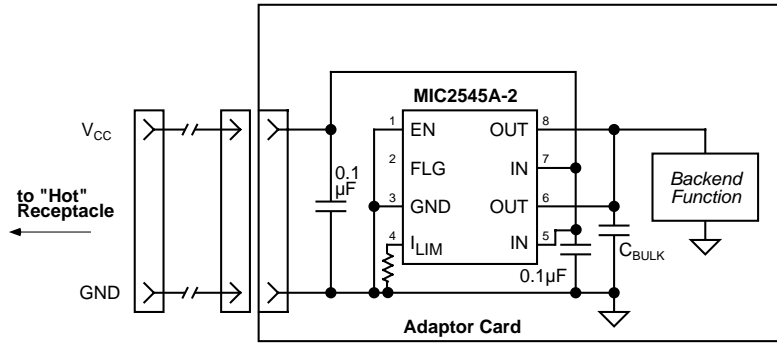 MIC2545A-2
V_CC
1 EN OUT 8
2 FLG IN 7
3 GND OUT 6
4 I_LIM IN 5
0.1
µF
to "Hot"
Receptacle
Backend
Function
C_BULK
0.1µF
GND
Adaptor Card